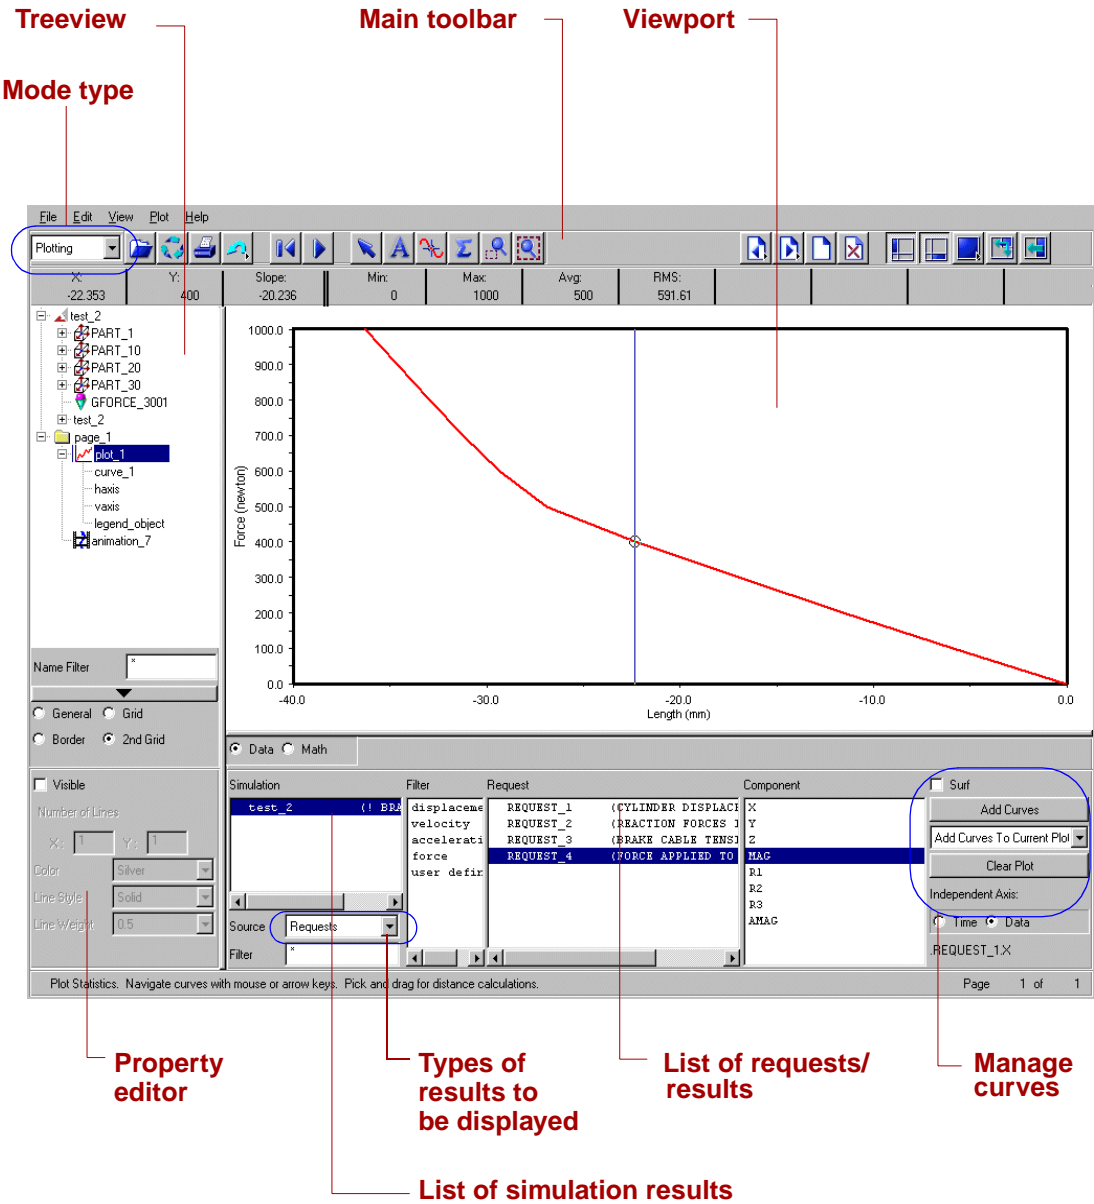 Treeview
Main toolbar
Viewport
Mode type
File Edit View Plot Help
Plotting
X: Y: Slope: Min: Max: Avg: RMS:
-22.353 400 -20.236 0 1000 500 591.61
test_2
PART_1
PART_10
PART_20
PART_30
GFORCE_3001
test_2
page_1
plot_1
curve_1
haxis
vaxis
legend_object
animation_7
Name Filter *
General Grid
Border 2nd Grid
Visible
Number of Lines
X: 1 Y: 1
Color Silver
Line Style Solid
Line Weight 0.5
1000.0
900.0
800.0
700.0
600.0
500.0
400.0
300.0
200.0
100.0
0.0
Force (newton)
-40.0 -30.0 -20.0 -10.0 0.0
Length (mm)
Data Math
Simulation Filter Request Component
test_2 (! BRA
displaceme
velocity
accelerati
force
user defir
REQUEST_1 (CYLINDER DISPLACE
REQUEST_2 (REACTION FORCES
REQUEST_3 (BRAKE CABLE TENSI
REQUEST_4 (FORCE APPLIED TO
X
Y
Z
MAG
R1
R2
R3
AMAG
Source Requests
Filter *
Surf
Add Curves
Add Curves To Current Plot
Clear Plot
Independent Axis:
Time Data
.REQUEST_1.X
Plot Statistics. Navigate curves with mouse or arrow keys. Pick and drag for distance calculations.
Page 1 of 1
Property
editor
Types of
results to
be displayed
List of requests/
results
Manage
curves
List of simulation results